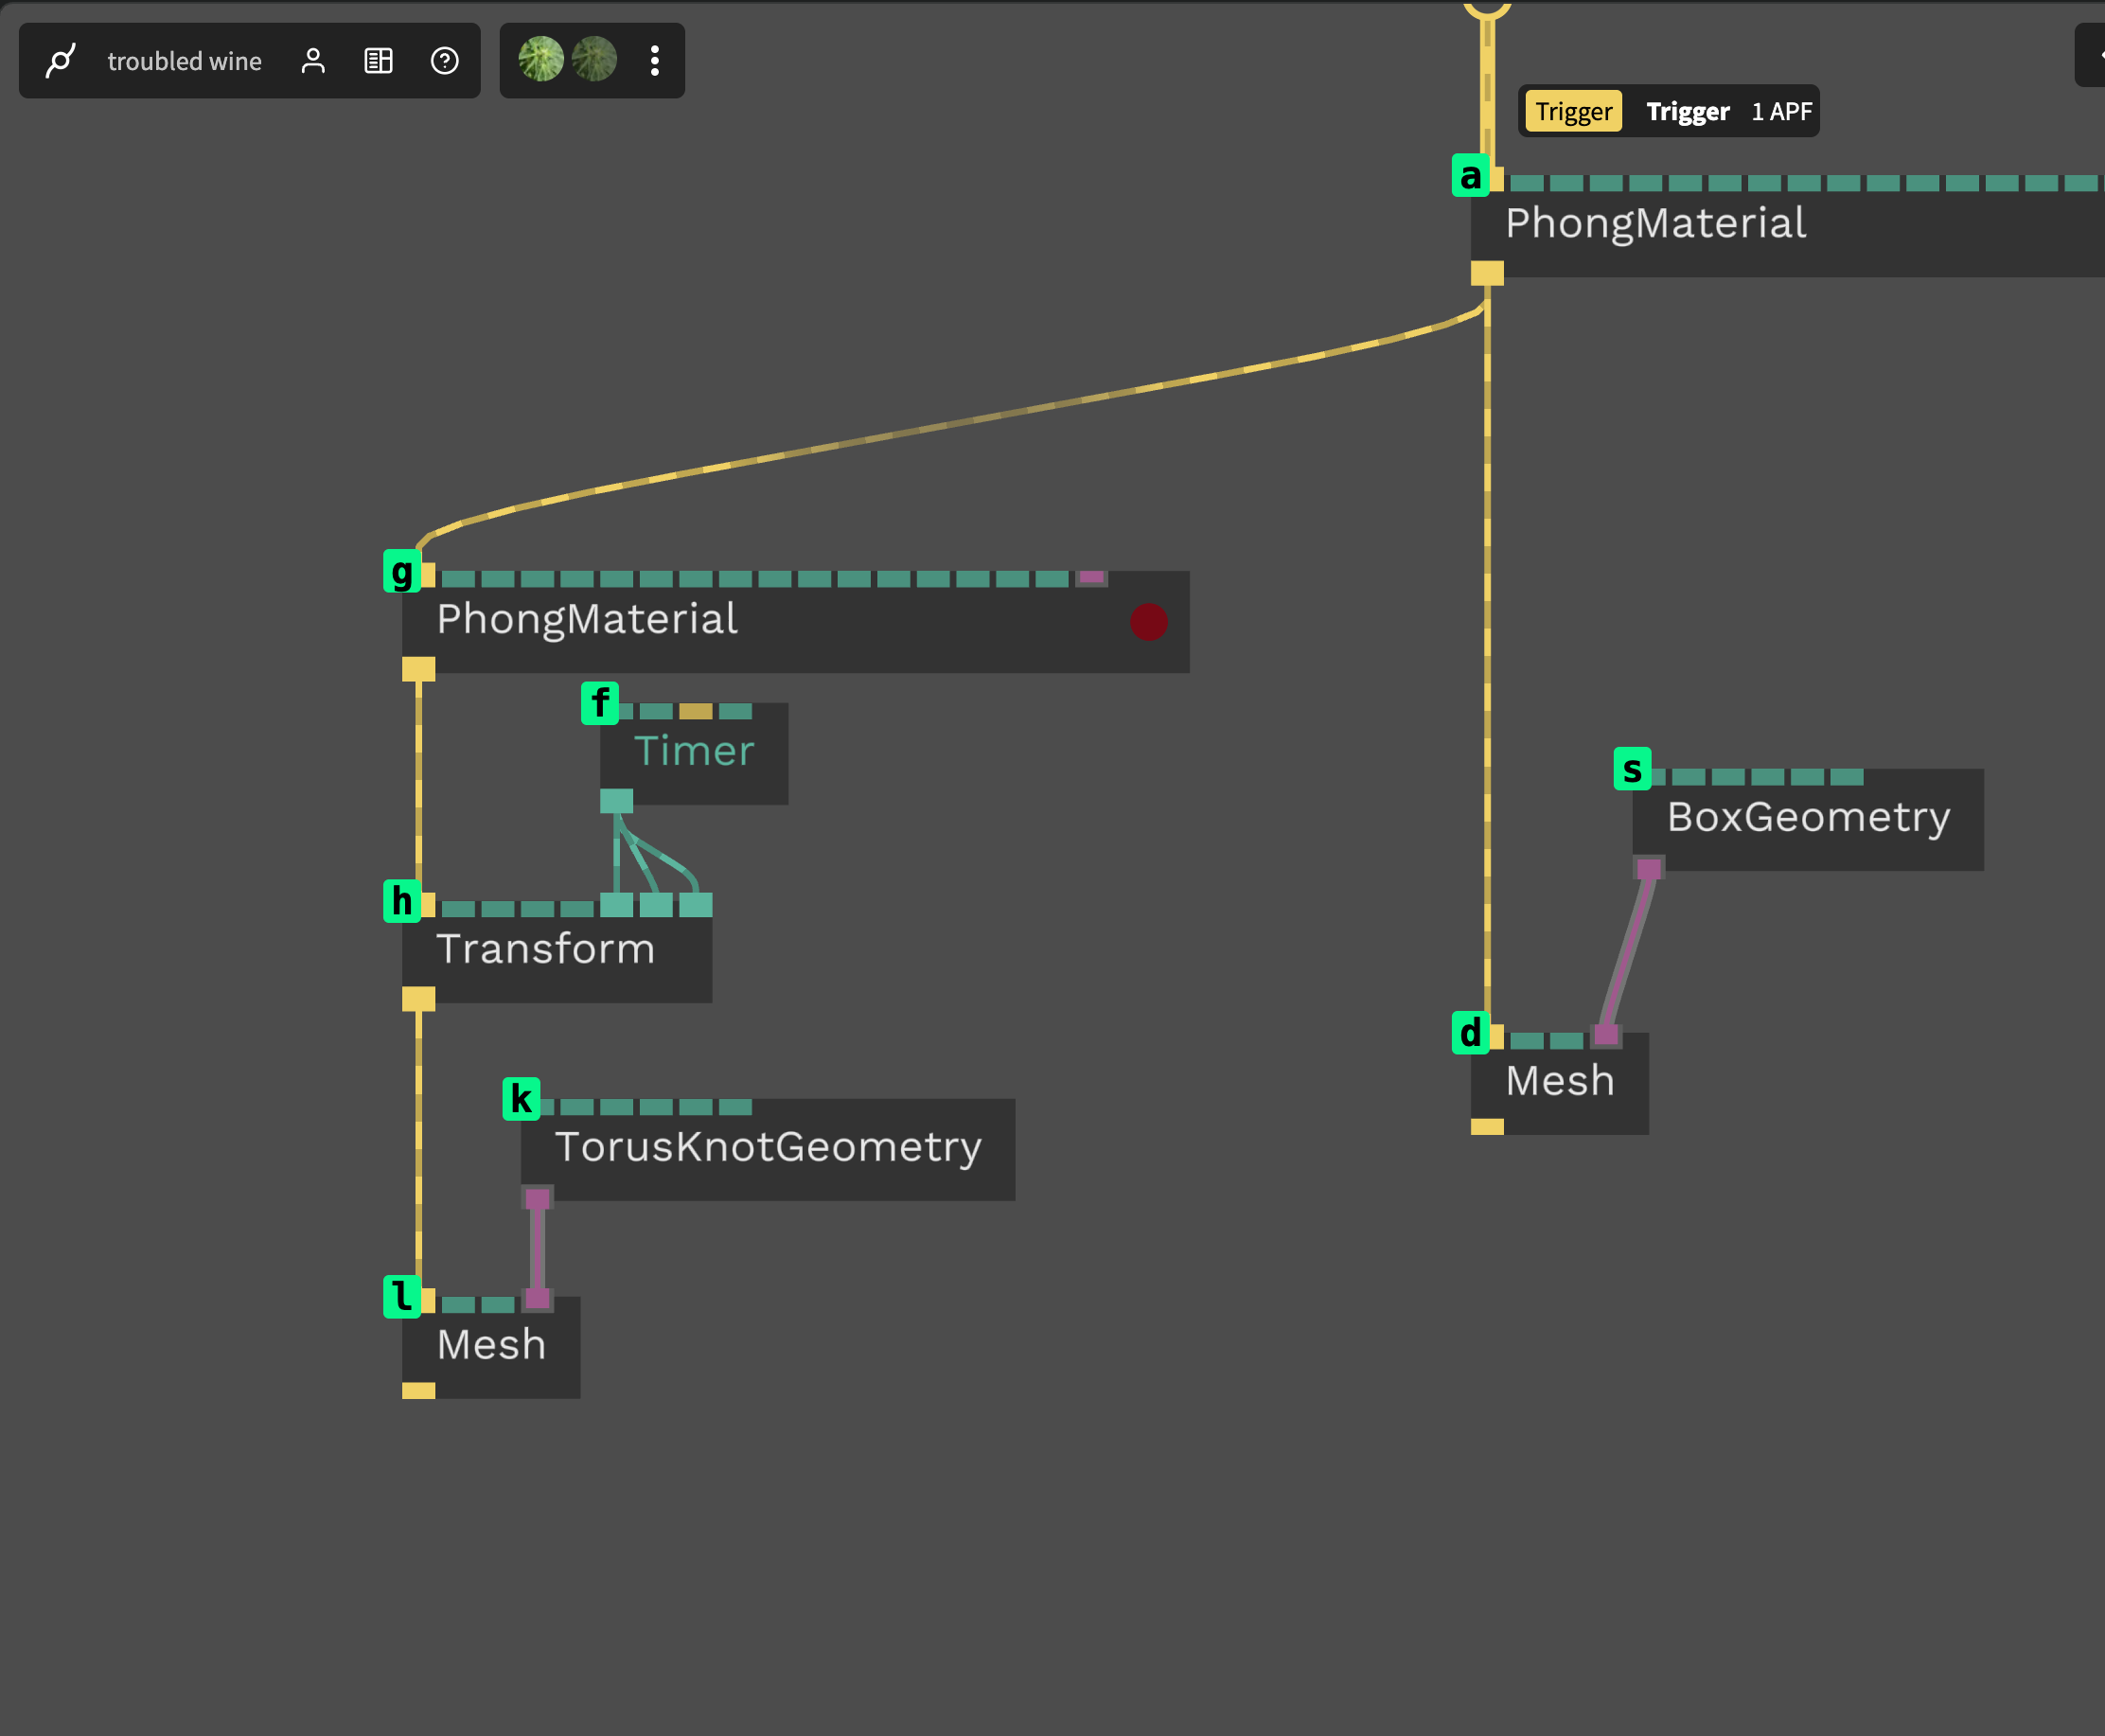 troubled wine
Trigger Trigger 1 APF
a
PhongMaterial
g
PhongMaterial
f
Timer
s
BoxGeometry
h
Transform
d
Mesh
k
TorusKnotGeometry
l
Mesh